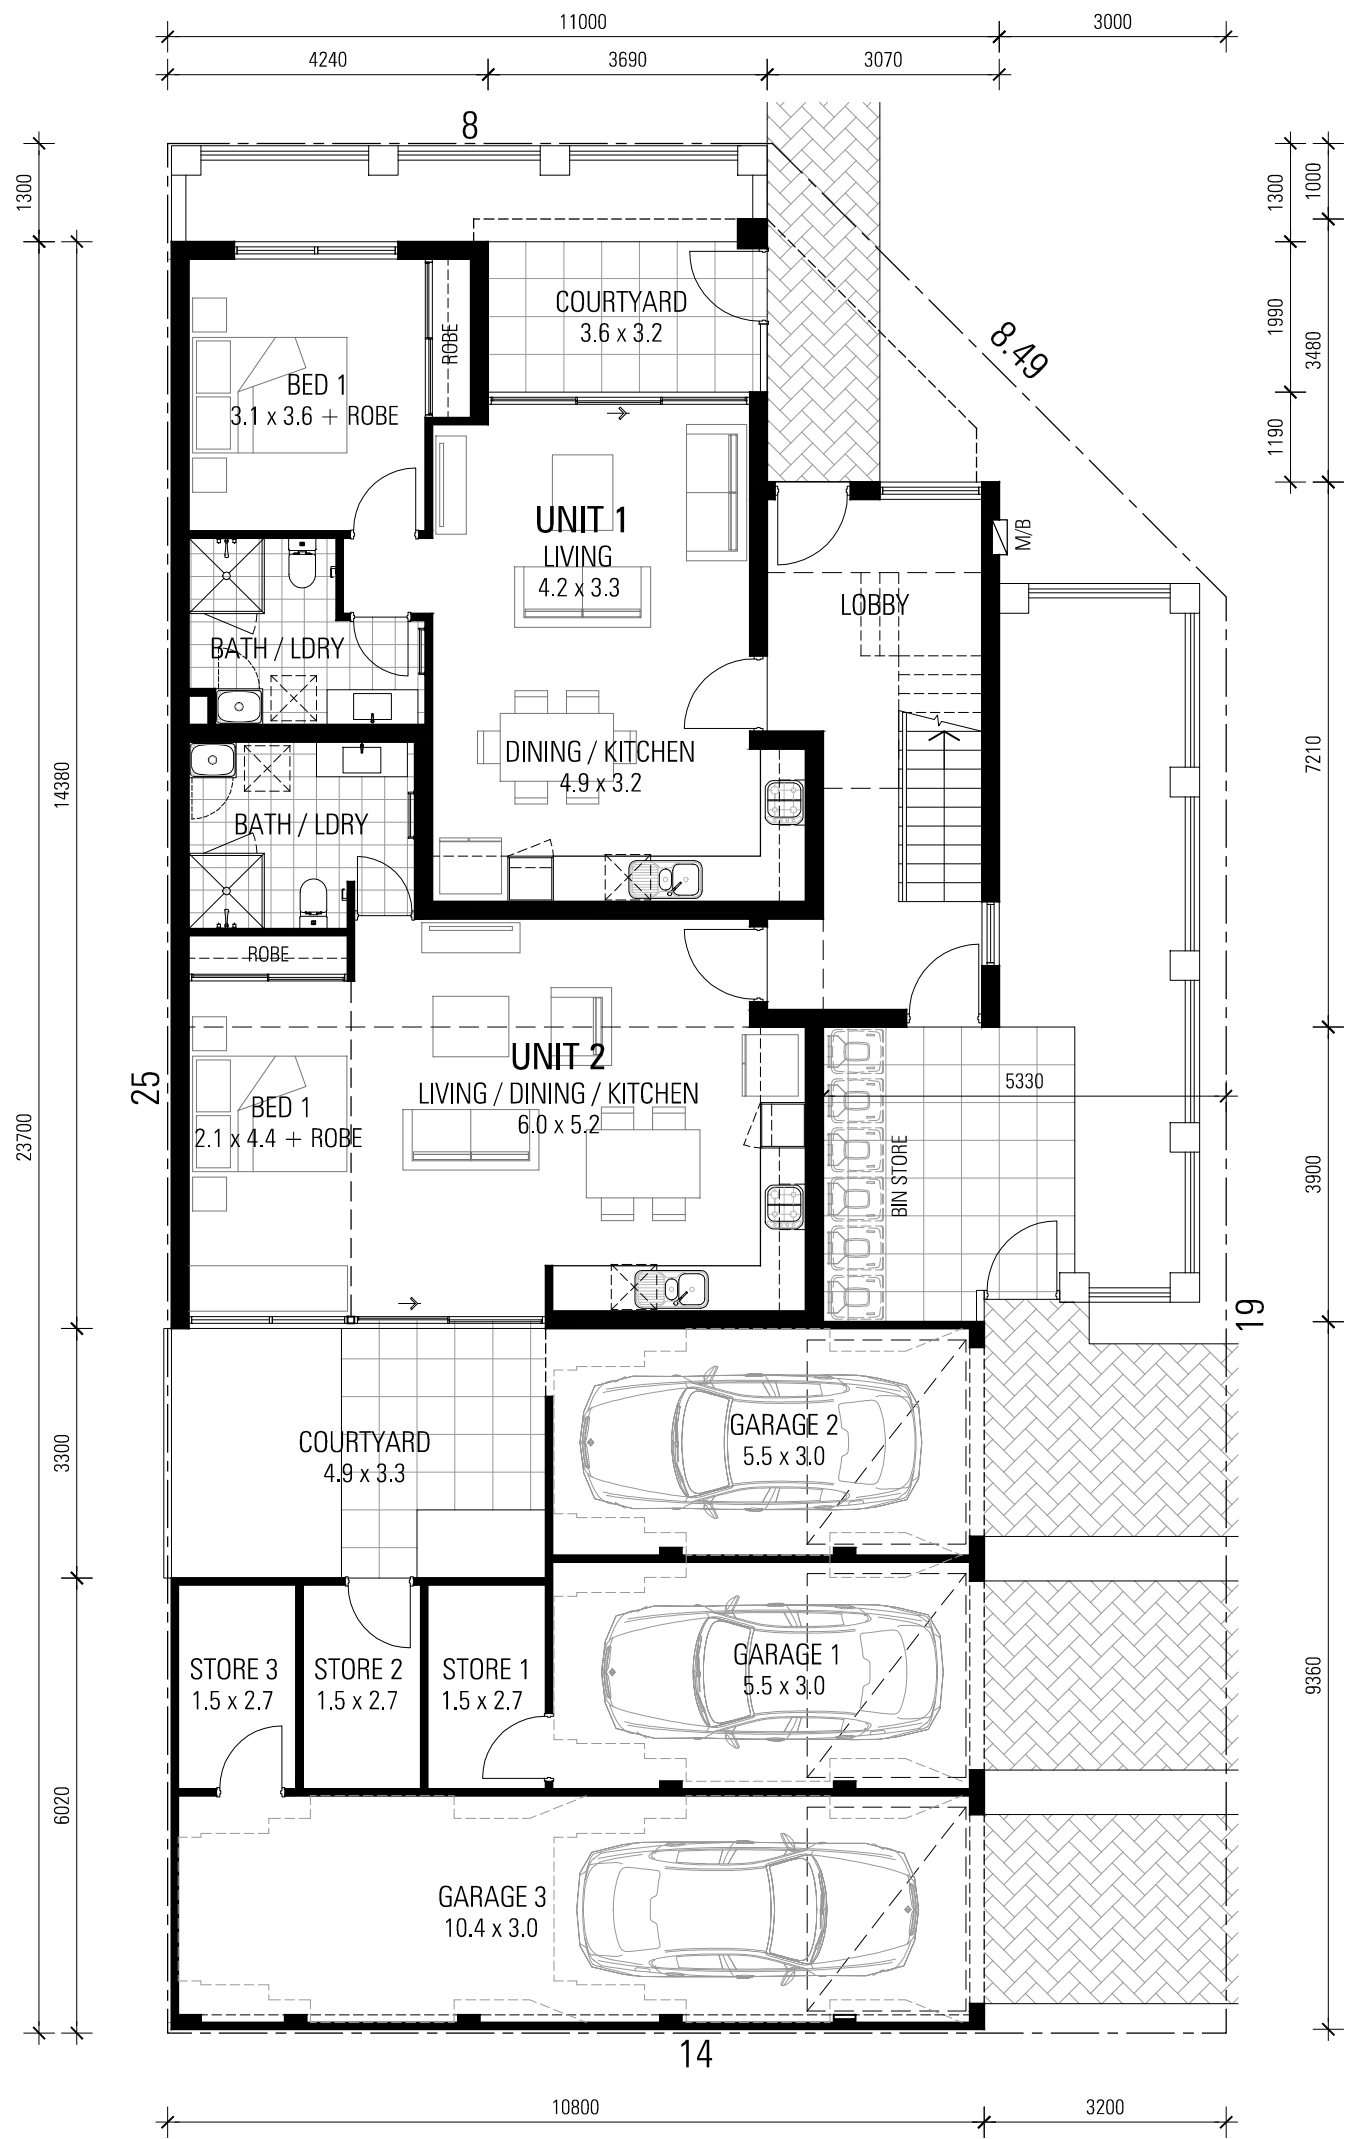 11000
3000
4240
3690
3070
8
1300
1300
1000
COURTYARD
3.6 x 3.2
ROBE
1990
3480
8.49
BED 1
3.1 x 3.6 + ROBE
1190
UNIT 1
LIVING
4.2 x 3.3
M/B
LOBBY
BATH / LDRY
DINING / KITCHEN
4.9 x 3.2
14380
7210
BATH / LDRY
ROBE
UNIT 2
LIVING / DINING / KITCHEN
6.0 x 5.2
25
5330
BED 1
2.1 x 4.4 + ROBE
23700
BIN STORE
3900
19
GARAGE 2
5.5 x 3.0
COURTYARD
4.9 x 3.3
3300
STORE 3
1.5 x 2.7
STORE 2
1.5 x 2.7
STORE 1
1.5 x 2.7
GARAGE 1
5.5 x 3.0
9360
6020
GARAGE 3
10.4 x 3.0
14
10800
3200